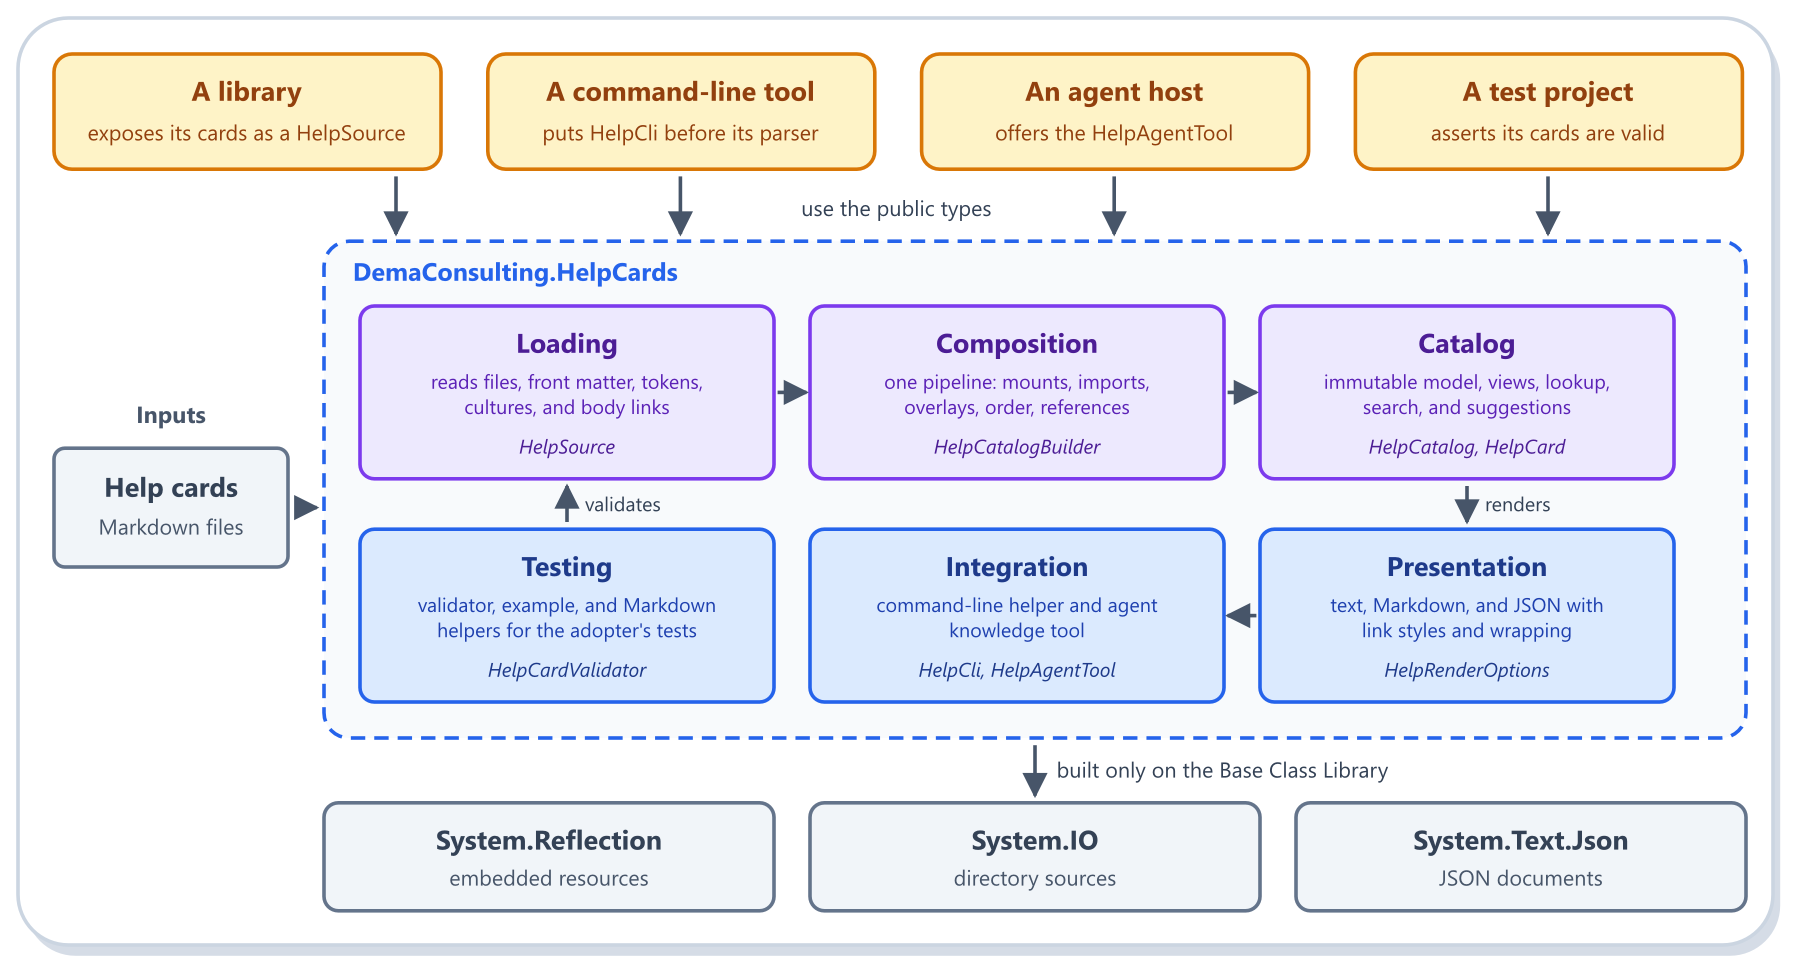 A library
exposes its cards as a HelpSource
A command-line tool
puts HelpCli before its parser
An agent host
offers the HelpAgentTool
A test project
asserts its cards are valid
use the public types
DemaConsulting.HelpCards
Loading
reads files, front matter, tokens,
cultures, and body links
HelpSource
Composition
one pipeline: mounts, imports,
overlays, order, references
HelpCatalogBuilder
Catalog
immutable model, views, lookup,
search, and suggestions
HelpCatalog, HelpCard
Inputs
Help cards
Markdown files
validates
renders
Testing
validator, example, and Markdown
helpers for the adopter's tests
HelpCardValidator
Integration
command-line helper and agent
knowledge tool
HelpCli, HelpAgentTool
Presentation
text, Markdown, and JSON with
link styles and wrapping
HelpRenderOptions
built only on the Base Class Library
System.Reflection
embedded resources
System.IO
directory sources
System.Text.Json
JSON documents